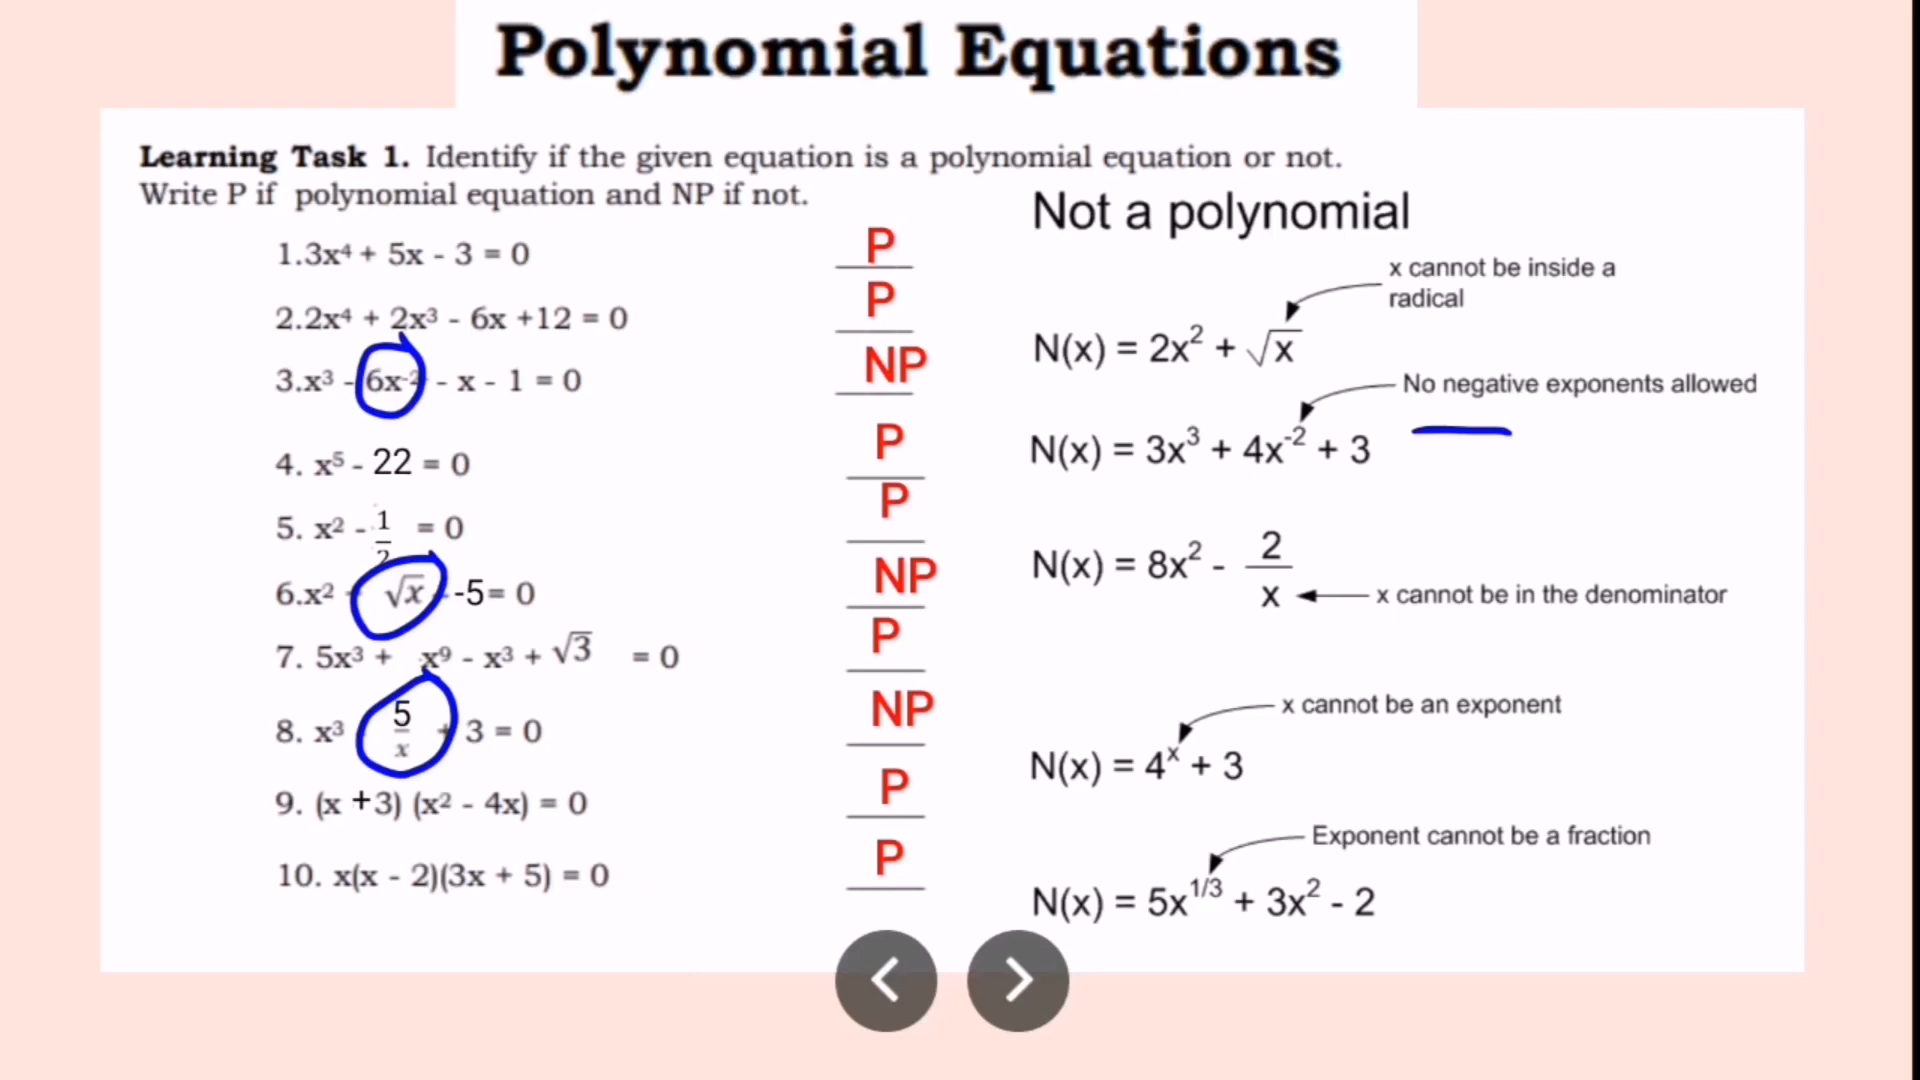 Polynomial Equations
Learning Task 1. Identify if the given equation is a polynomial equation or not.
Write P if polynomial equation and NP if not.
1.3x⁴ + 5x - 3 = 0 P
2.2x⁴ + 2x³ - 6x +12 = 0 P
3.x³ - 6x⁻² - x - 1 = 0 NP
4. x⁵ - 22 = 0 P
5. x² - 1/2 = 0 P
6.x² √x -5= 0 NP
7. 5x³ + x⁹ - x³ + √3 = 0 P
8. x³ 5/x + 3 = 0 NP
9. (x +3) (x² - 4x) = 0 P
10. x(x - 2)(3x + 5) = 0 P
Not a polynomial
x cannot be inside a
radical
N(x) = 2x² + √x
No negative exponents allowed
N(x) = 3x³ + 4x⁻² + 3
N(x) = 8x² - 2/x
x cannot be in the denominator
x cannot be an exponent
N(x) = 4ˣ + 3
Exponent cannot be a fraction
N(x) = 5x¹ᐟ³ + 3x² - 2